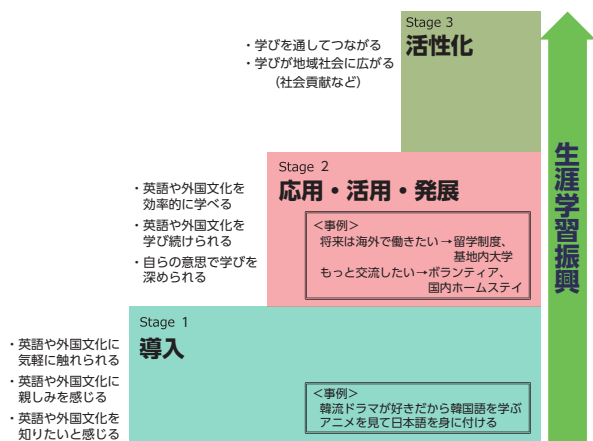 Stage 3
活性化
・学びを通してつながる
・学びが地域社会に広がる
（社会貢献など）
Stage 2
応用・活用・発展
・英語や外国文化を
効率的に学べる
・英語や外国文化を
学び続けられる
・自らの意思で学びを
深められる
＜事例＞
将来は海外で働きたい→留学制度、
基地内大学
もっと交流したい→ボランティア、
国内ホームステイ
Stage 1
導入
・英語や外国文化に
気軽に触れられる
・英語や外国文化に
親しみを感じる
・英語や外国文化を
知りたいと感じる
＜事例＞
韓流ドラマが好きだから韓国語を学ぶ
アニメを見て日本語を身に付ける
生涯学習振興